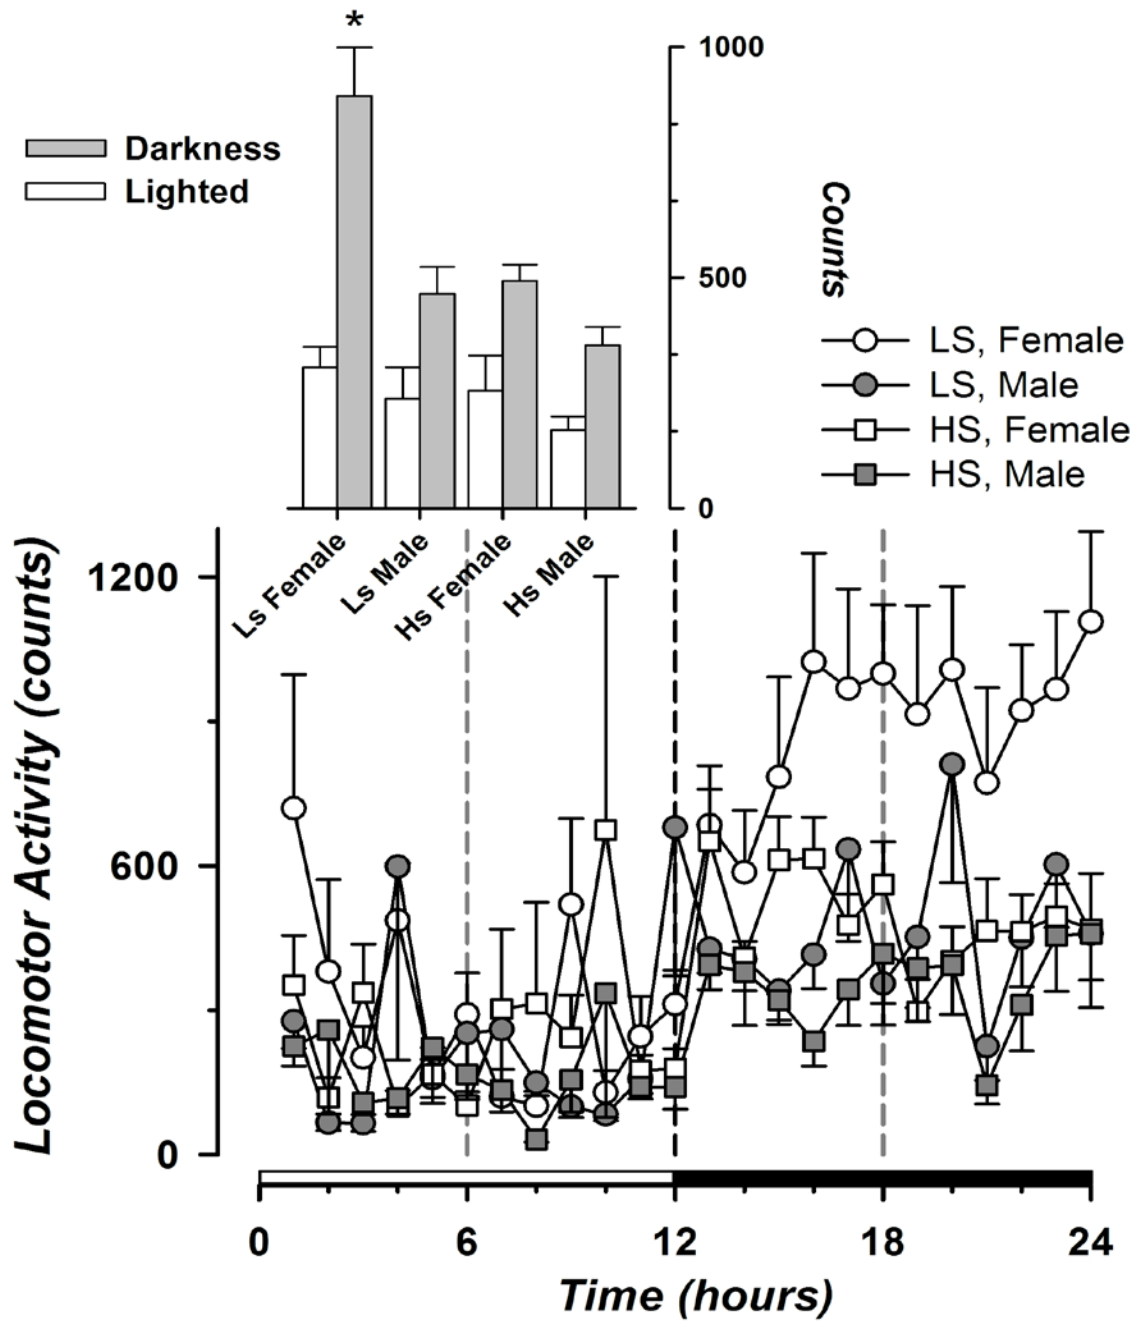 *
1000
Darkness
Lighted
Counts
500
LS, Female
LS, Male
HS, Female
HS, Male
0
Ls Female
Ls Male
Hs Female
Hs Male
Locomotor Activity (counts)
1200
600
0
0 6 12 18 24
Time (hours)